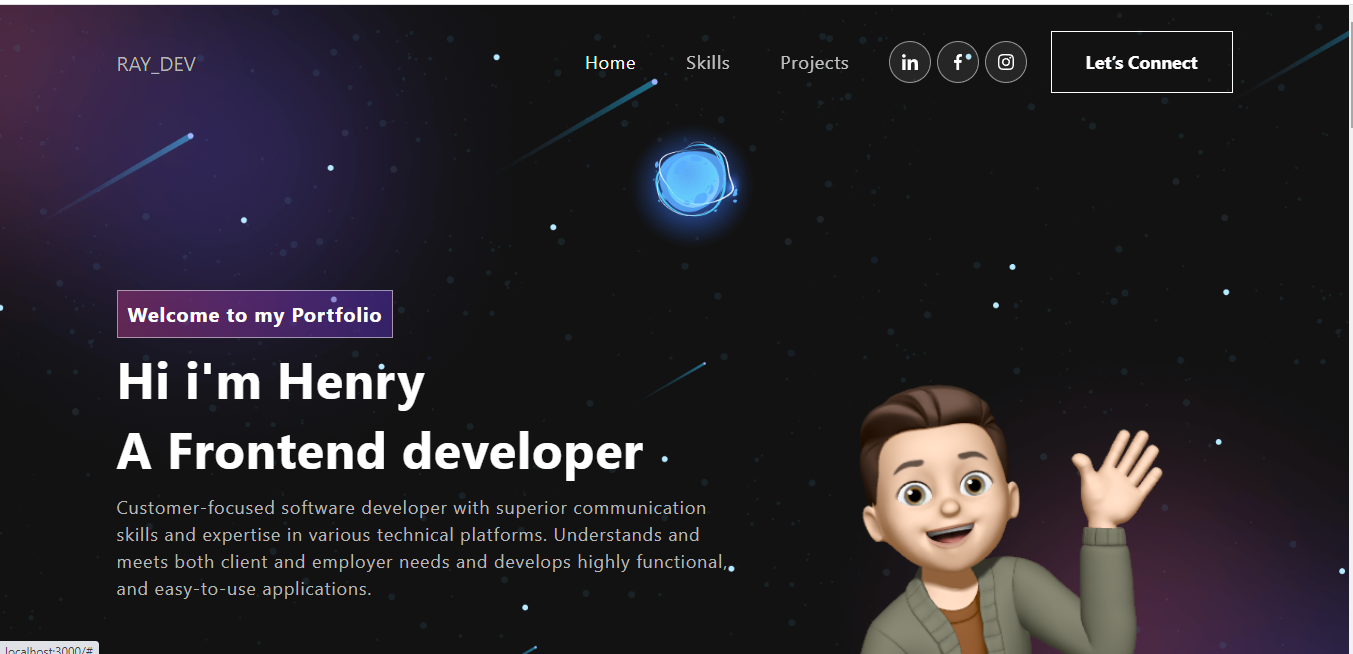 RAY_DEV
Home Skills Projects in f Let's Connect
Welcome to my Portfolio
Hi i'm Henry
A Frontend developer
Customer-focused software developer with superior communication
skills and expertise in various technical platforms. Understands and
meets both client and employer needs and develops highly functional,
and easy-to-use applications.
localhost:3000/#